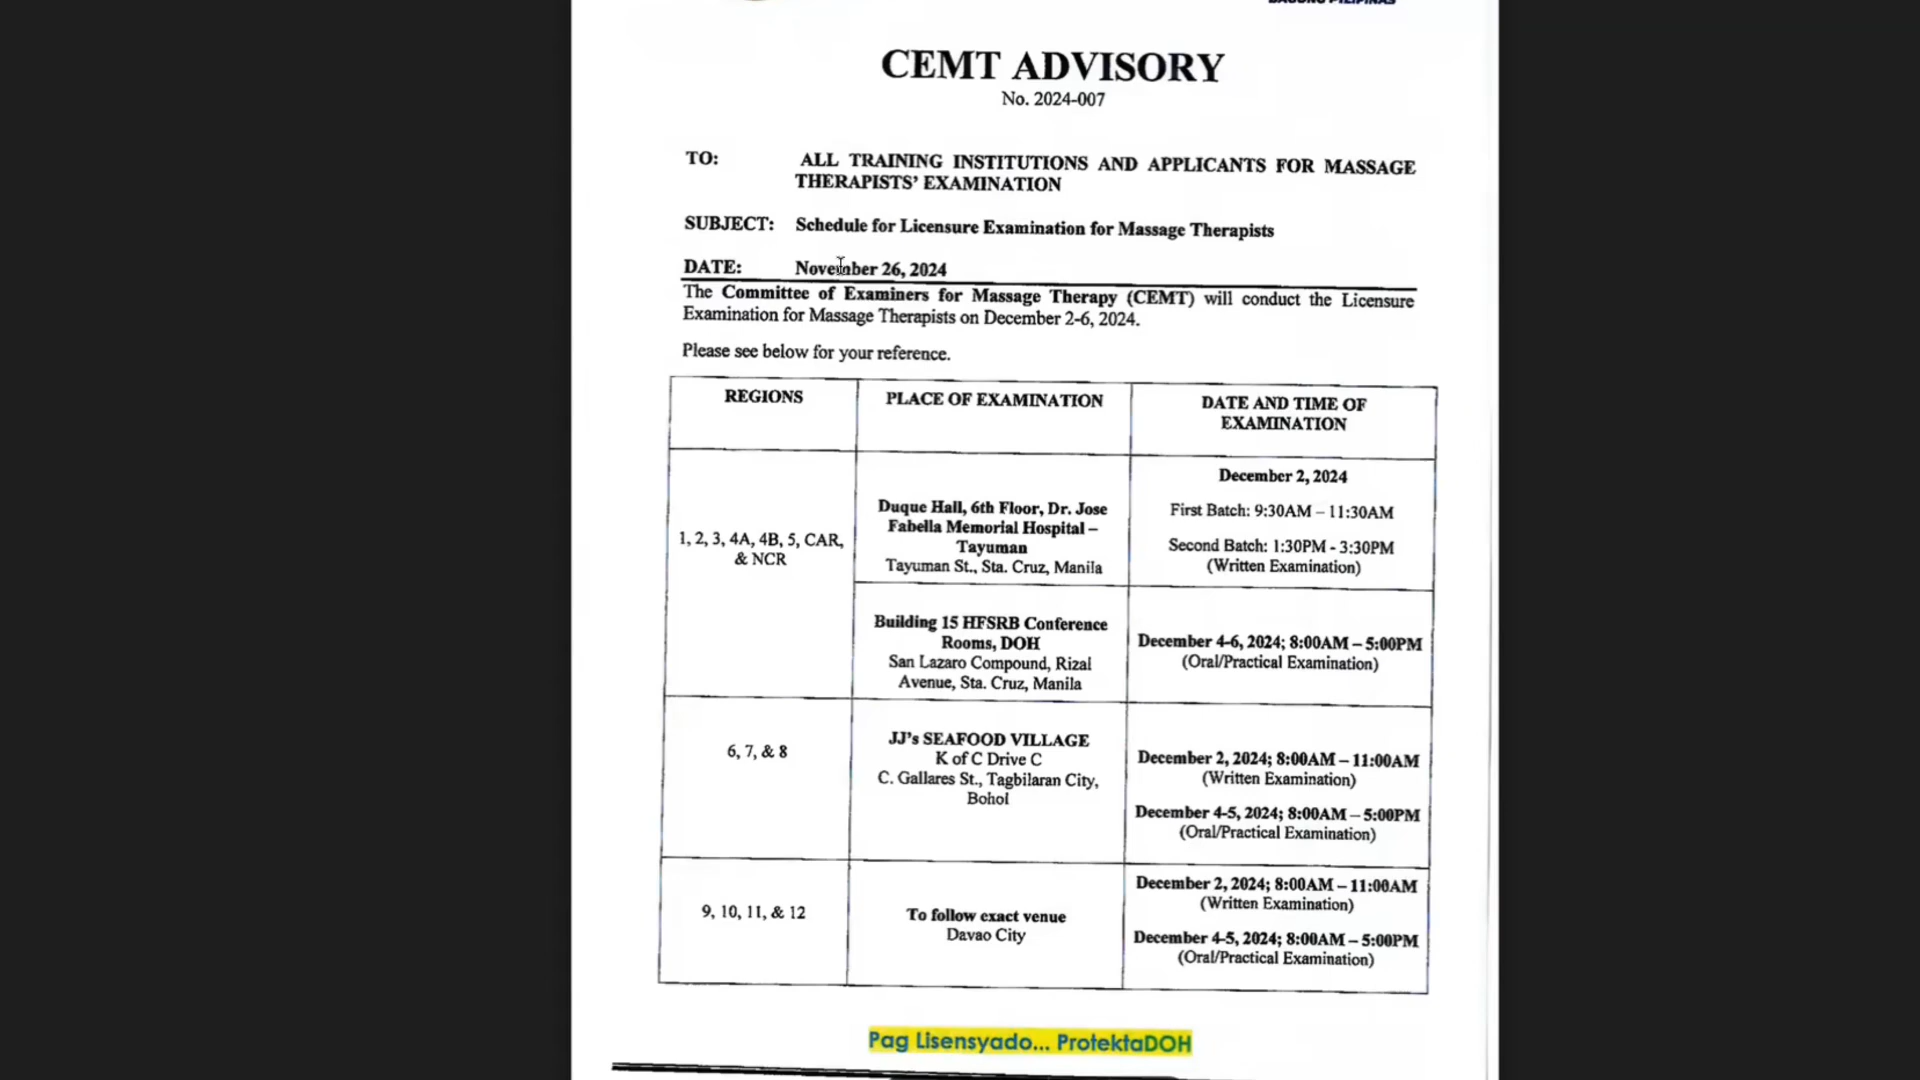 BAGONG PILIPINAS
CEMT ADVISORY
No. 2024-007
TO: ALL TRAINING INSTITUTIONS AND APPLICANTS FOR MASSAGE
THERAPISTS' EXAMINATION
SUBJECT: Schedule for Licensure Examination for Massage Therapists
DATE: November 26, 2024
The Committee of Examiners for Massage Therapy (CEMT) will conduct the Licensure
Examination for Massage Therapists on December 2-6, 2024.
Please see below for your reference.
REGIONS
PLACE OF EXAMINATION
DATE AND TIME OF
EXAMINATION
1, 2, 3, 4A, 4B, 5, CAR,
& NCR
Duque Hall, 6th Floor, Dr. Jose
Fabella Memorial Hospital –
Tayuman
Tayuman St., Sta. Cruz, Manila
December 2, 2024
First Batch: 9:30AM – 11:30AM
Second Batch: 1:30PM - 3:30PM
(Written Examination)
Building 15 HFSRB Conference
Rooms, DOH
San Lazaro Compound, Rizal
Avenue, Sta. Cruz, Manila
December 4-6, 2024; 8:00AM – 5:00PM
(Oral/Practical Examination)
6, 7, & 8
JJ's SEAFOOD VILLAGE
K of C Drive C
C. Gallares St., Tagbilaran City,
Bohol
December 2, 2024; 8:00AM – 11:00AM
(Written Examination)
December 4-5, 2024; 8:00AM – 5:00PM
(Oral/Practical Examination)
9, 10, 11, & 12
To follow exact venue
Davao City
December 2, 2024; 8:00AM – 11:00AM
(Written Examination)
December 4-5, 2024; 8:00AM – 5:00PM
(Oral/Practical Examination)
Pag Lisensyado... ProtektaDOH